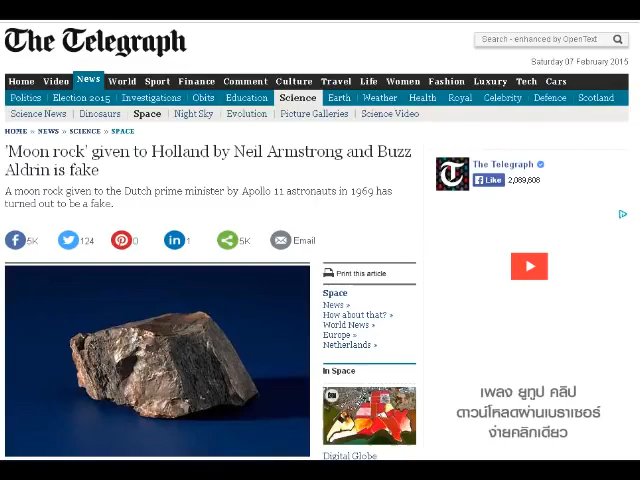 The Telegraph
Search - enhanced by OpenText
Saturday 07 February 2015
Home Video News World Sport Finance Comment Culture Travel Life Women Fashion Luxury Tech Cars
Politics Election 2015 Investigations Obits Education Science Earth Weather Health Royal Celebrity Defence Scotland
Science News Dinosaurs Space Night Sky Evolution Picture Galleries Science Video
HOME » NEWS » SCIENCE » SPACE
'Moon rock' given to Holland by Neil Armstrong and Buzz
Aldrin is fake
A moon rock given to the Dutch prime minister by Apollo 11 astronauts in 1969 has
turned out to be a fake.
5K 124 0 1 5K Email
Print this article
Space
News »
How about that? »
World News »
Europe »
Netherlands »
In Space
Digital Globe
The Telegraph
Like 2,089,608
เพลง ยูทูป คลิป
ดาวน์โหลดผ่านเบราเซอร์
ง่ายคลิกเดียว